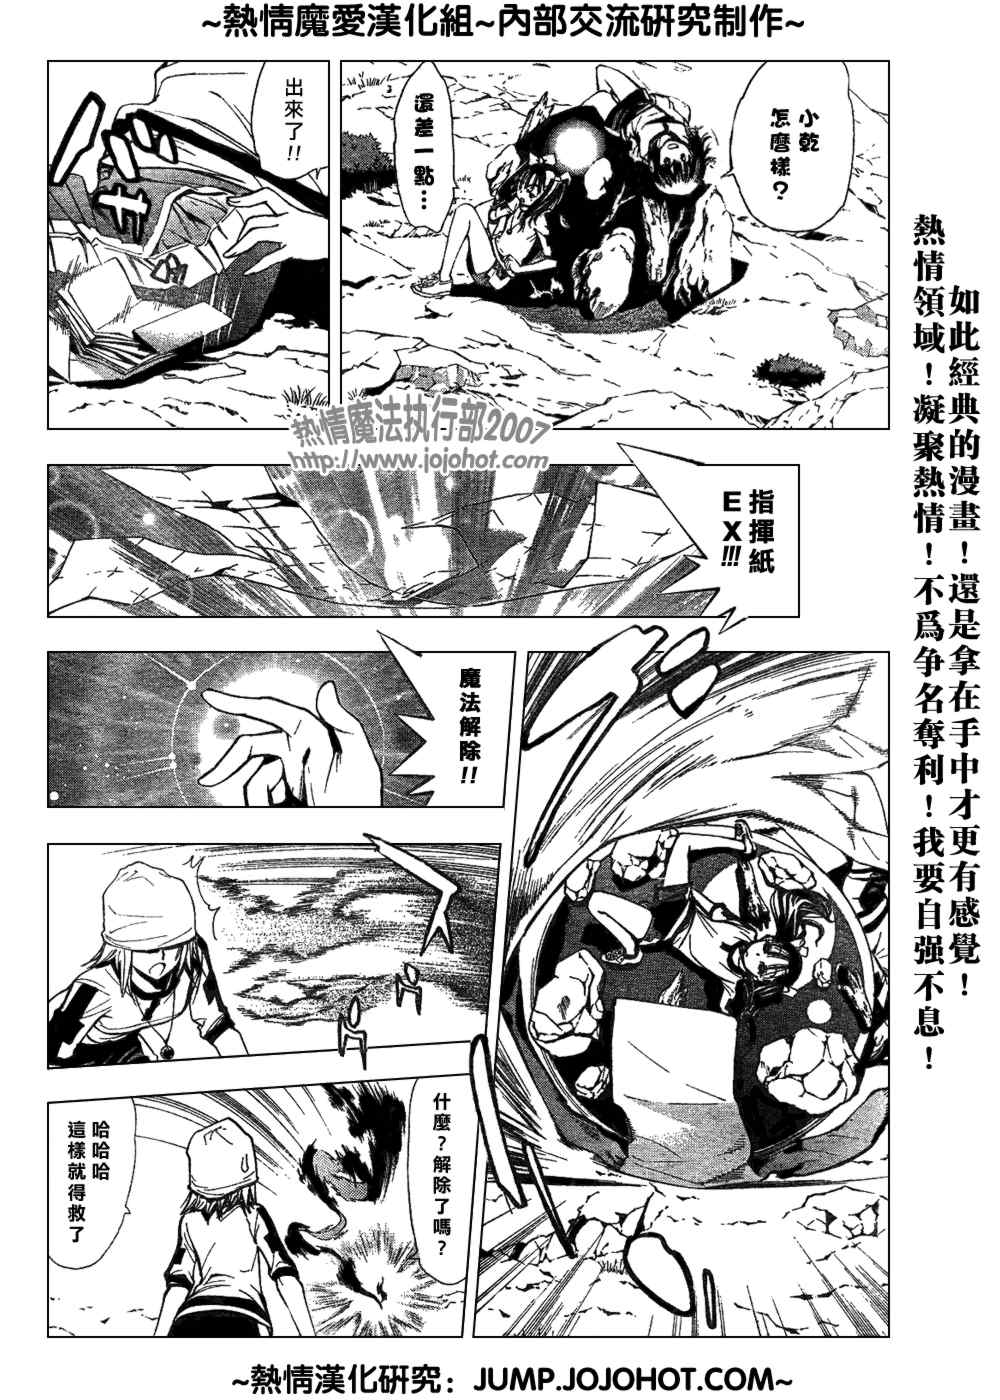 ~熱情魔愛漢化組~內部交流研究制作~
小乾
怎麼樣？
還差一點…
出來了!!
熱情魔法执行部2007
http://www.jojohot.com
指揮紙
EX!!!
魔法解除!!
什麼？解除了嗎？
哈哈哈
這樣就得救了
如此經典的漫畫！還是拿在手中才更有感覺！
熱情領域！凝聚熱情！不爲争名奪利！我要自强不息！
~熱情漢化研究：JUMP.JOJOHOT.COM~